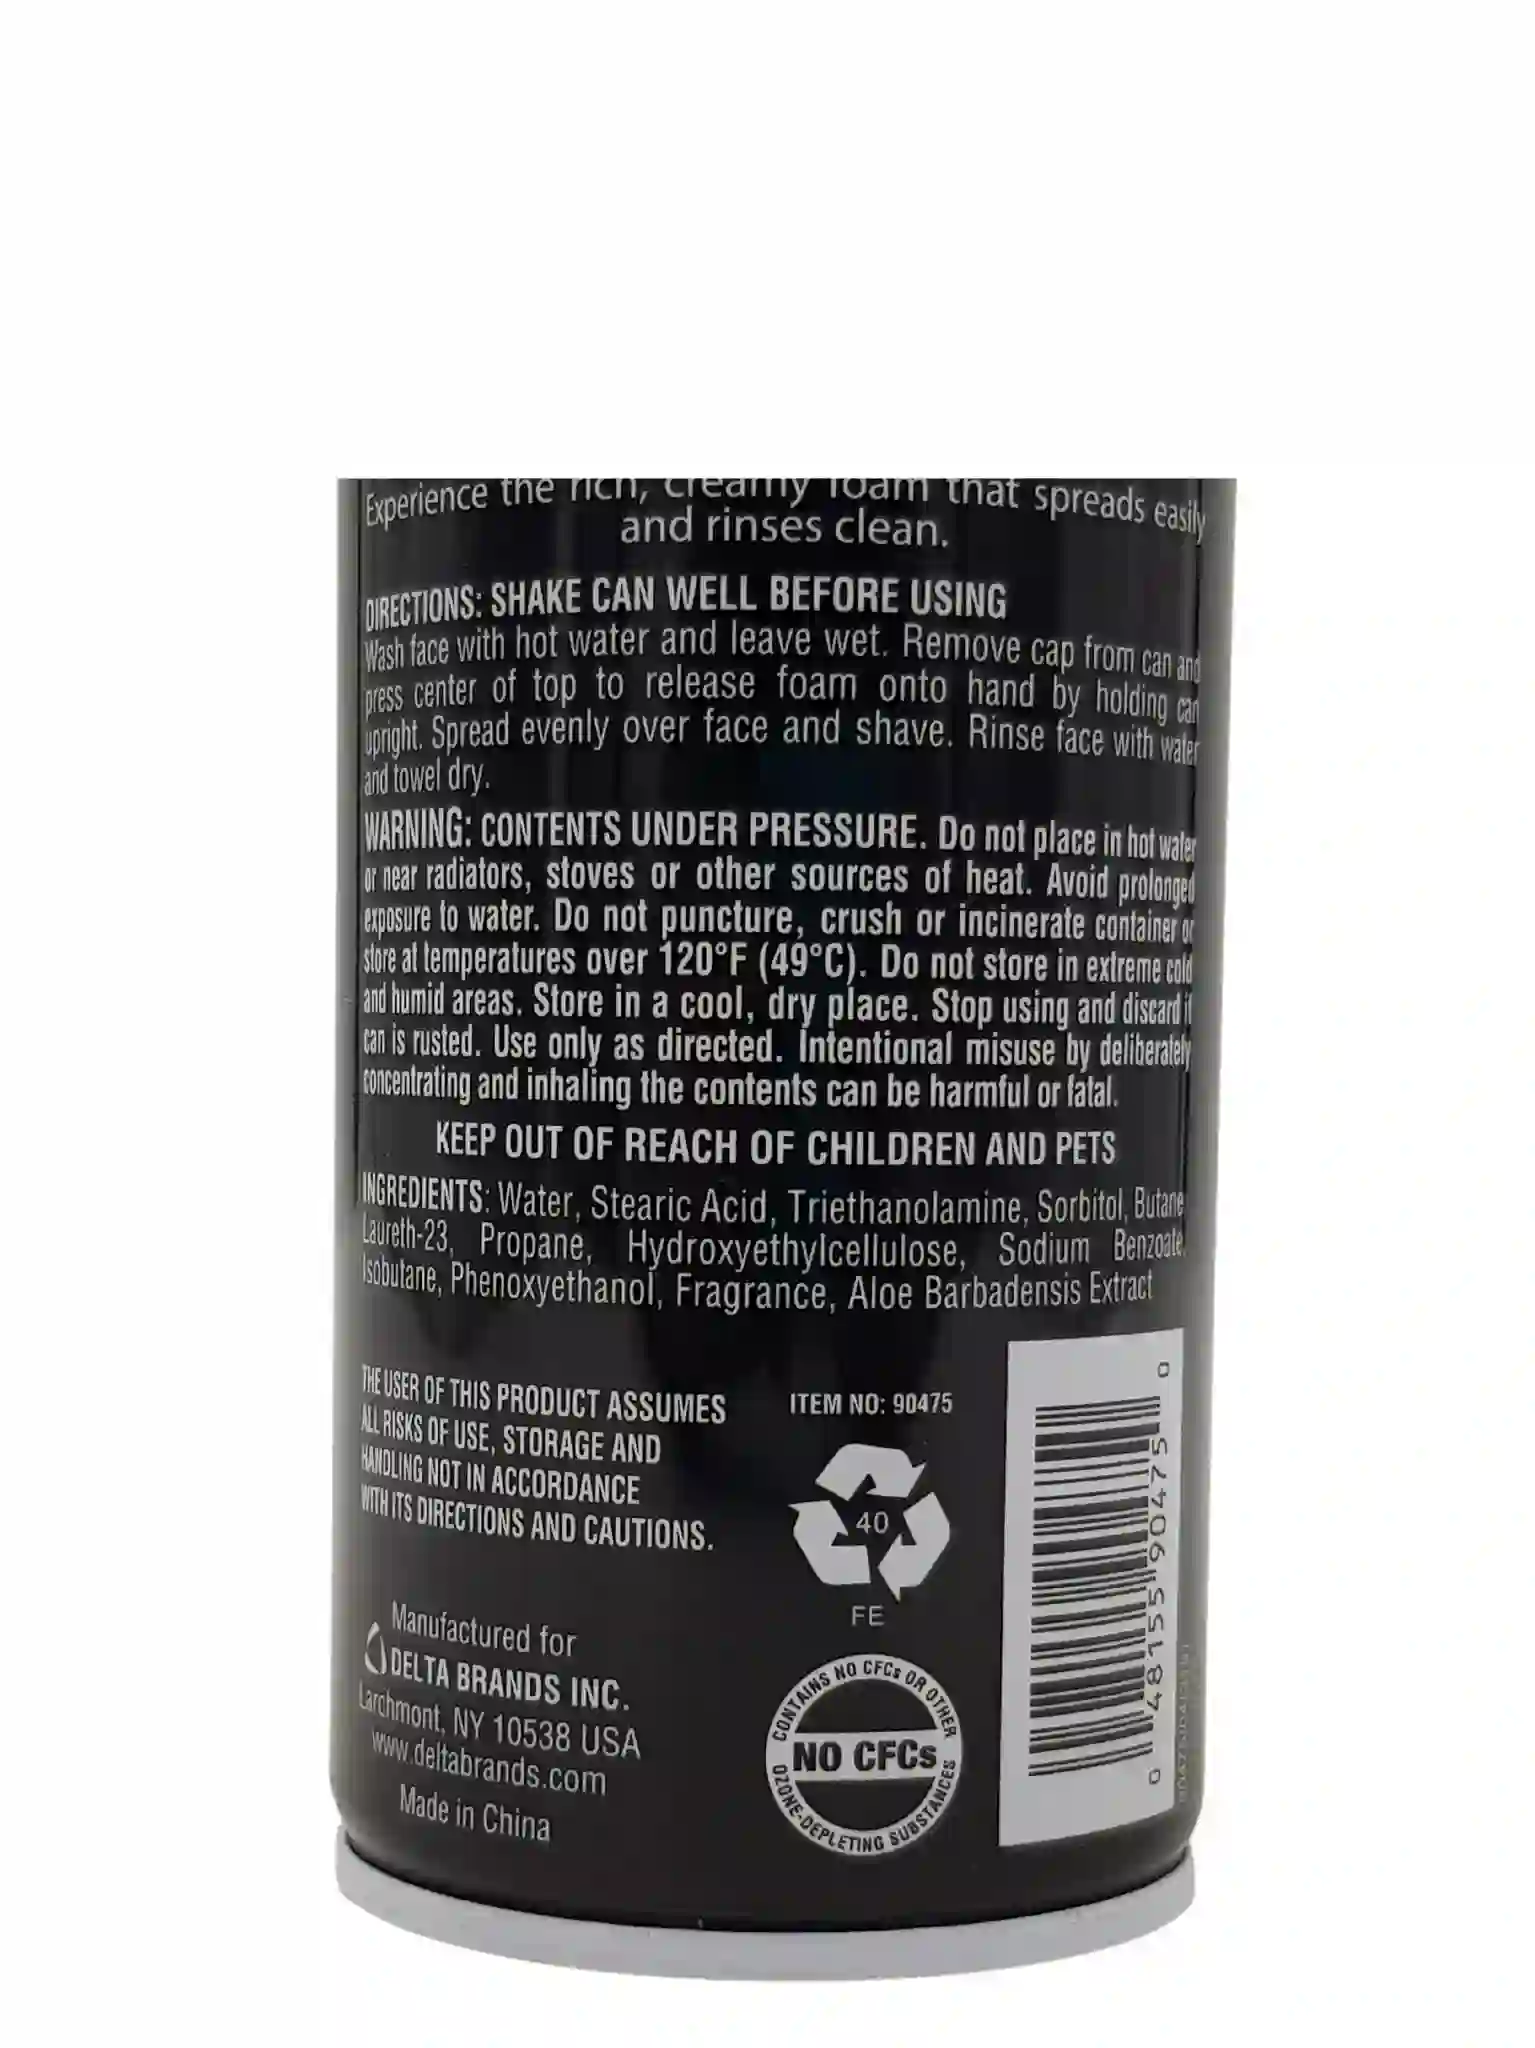 Experience the rich, creamy foam that spreads easily
and rinses clean.
DIRECTIONS: SHAKE CAN WELL BEFORE USING
Wash face with hot water and leave wet. Remove cap from can and
press center of top to release foam onto hand by holding can
upright. Spread evenly over face and shave. Rinse face with water
and towel dry.
WARNING: CONTENTS UNDER PRESSURE. Do not place in hot water
or near radiators, stoves or other sources of heat. Avoid prolonged
exposure to water. Do not puncture, crush or incinerate container or
store at temperatures over 120°F (49°C). Do not store in extreme cold
and humid areas. Store in a cool, dry place. Stop using and discard if
can is rusted. Use only as directed. Intentional misuse by deliberately
concentrating and inhaling the contents can be harmful or fatal.
KEEP OUT OF REACH OF CHILDREN AND PETS
INGREDIENTS: Water, Stearic Acid, Triethanolamine, Sorbitol, Butane
Laureth-23, Propane, Hydroxyethylcellulose, Sodium Benzoate,
Isobutane, Phenoxyethanol, Fragrance, Aloe Barbadensis Extract
THE USER OF THIS PRODUCT ASSUMES
ALL RISKS OF USE, STORAGE AND
HANDLING NOT IN ACCORDANCE
WITH ITS DIRECTIONS AND CAUTIONS.
Manufactured for
DELTA BRANDS INC.
Larchmont, NY 10538 USA
www.deltabrands.com
Made in China
ITEM NO: 90475
40
FE
CONTAINS NO CFCs OR OTHER
NO CFCs
OZONE-DEPLETING SUBSTANCES
0 48155 90475 0